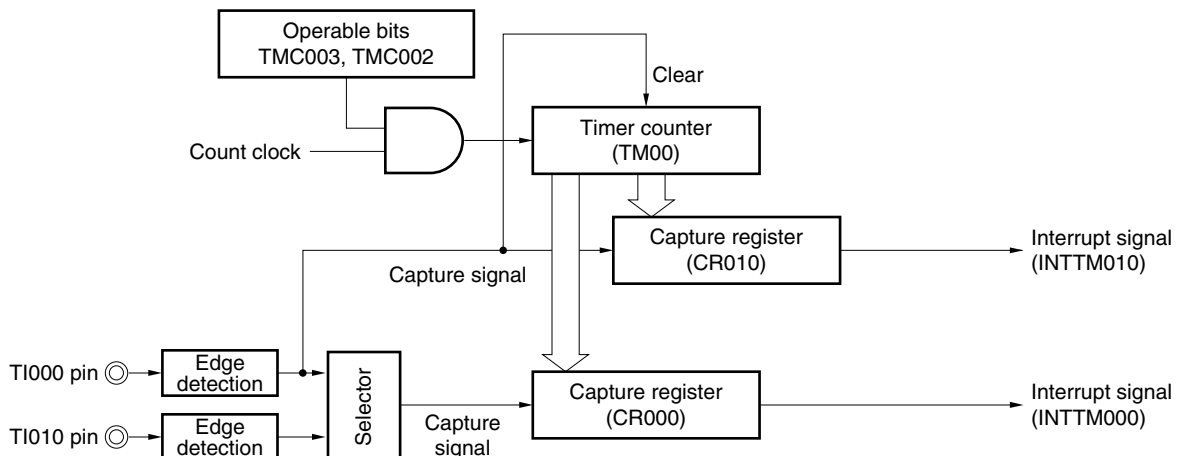 Operable bits
TMC003, TMC002
Clear
Timer counter
(TM00)
Count clock
Capture register
(CR010)
Interrupt signal
(INTTM010)
Capture signal
TI000 pin
Edge
detection
Selector
Capture register
(CR000)
Interrupt signal
(INTTM000)
TI010 pin
Edge
detection
Capture
signal